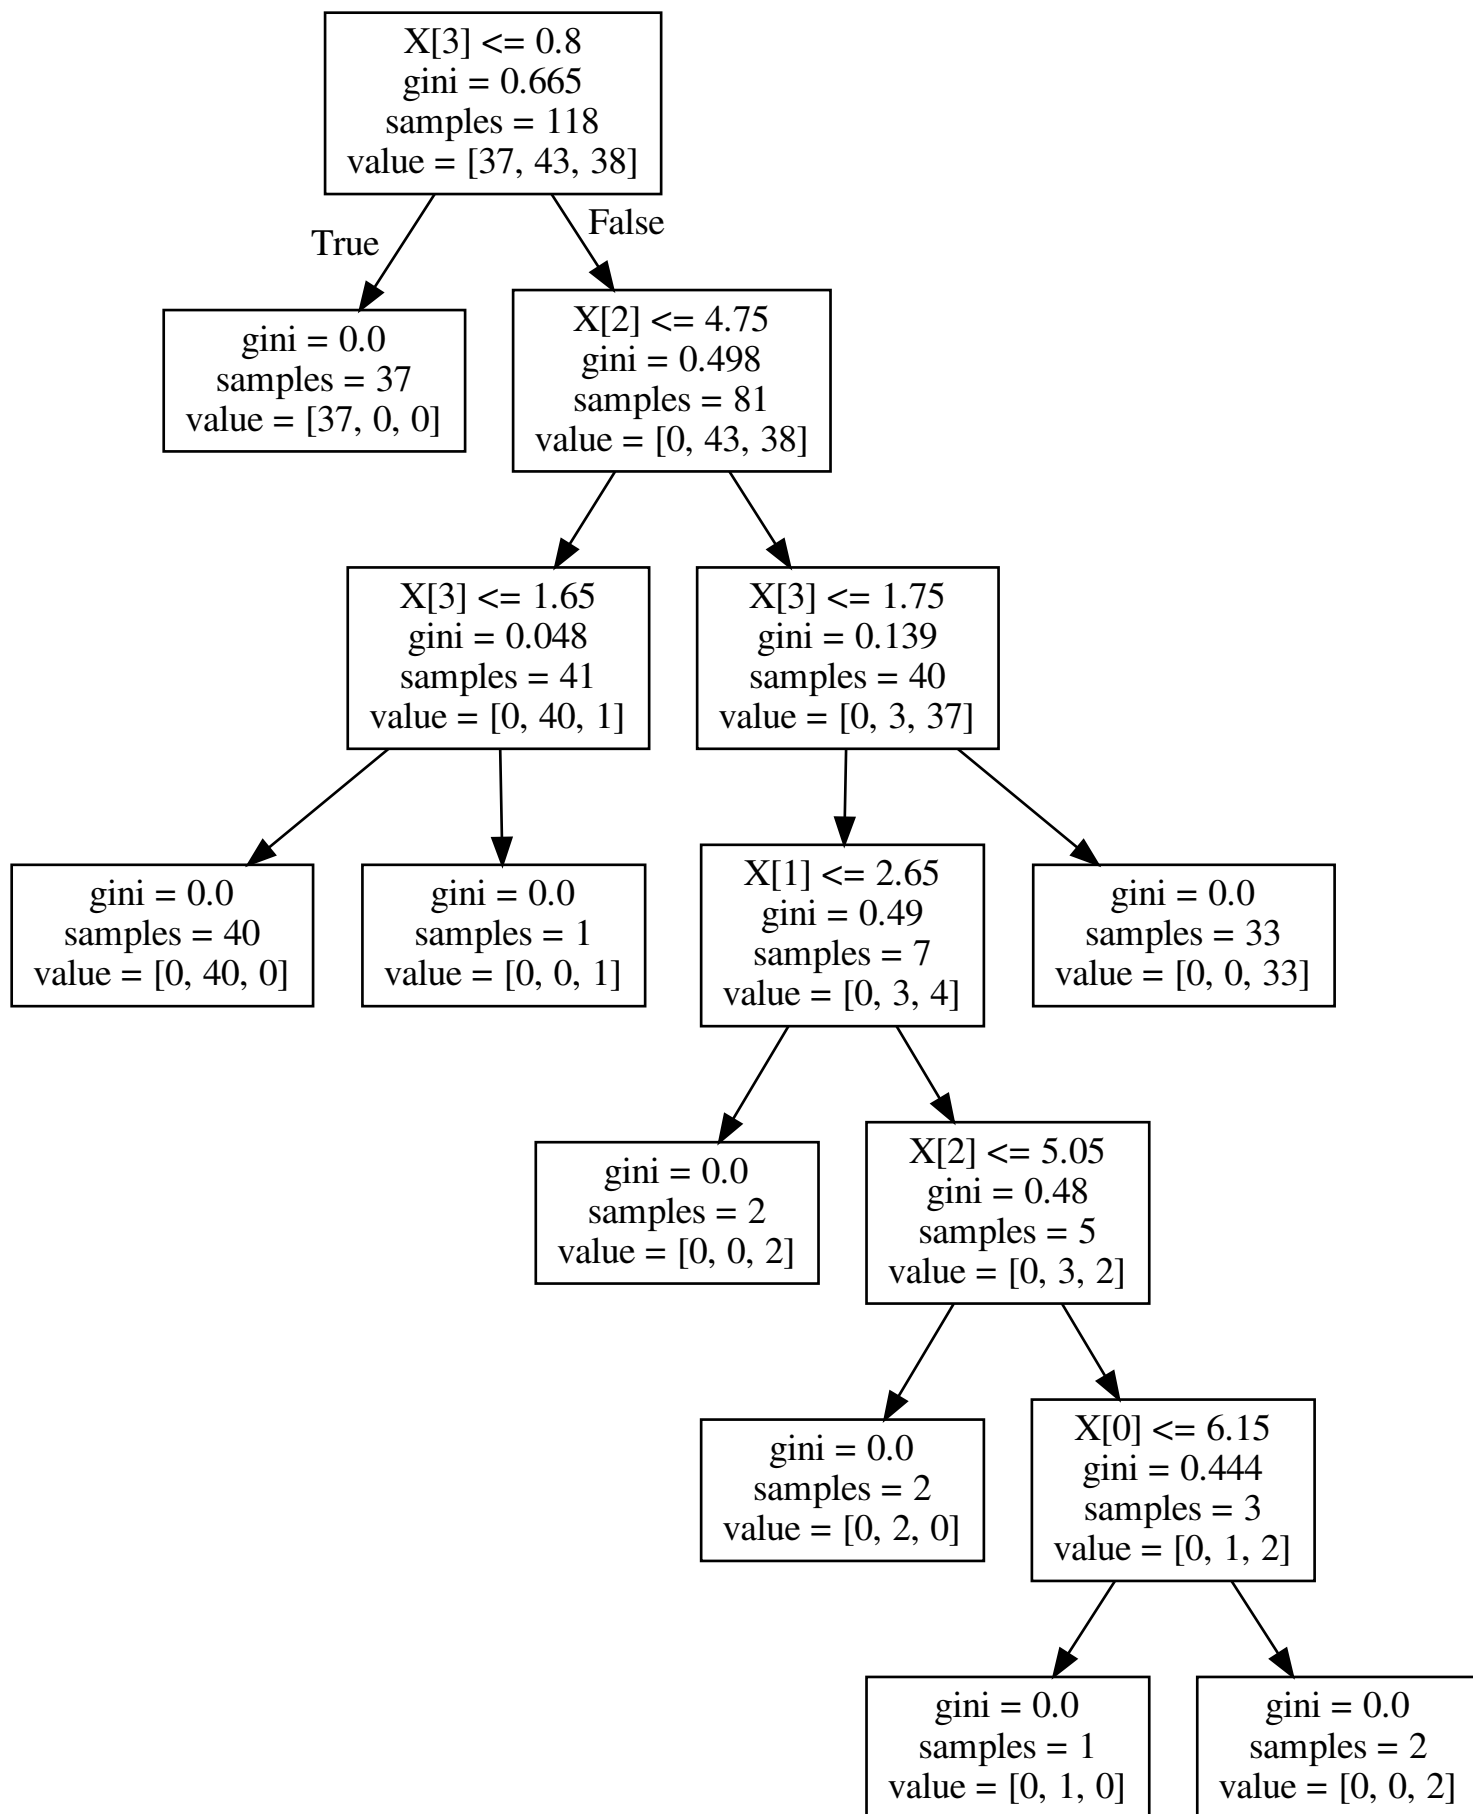 X[3] <= 0.8
gini = 0.665
samples = 118
value = [37, 43, 38]
True
False
gini = 0.0
samples = 37
value = [37, 0, 0]
X[2] <= 4.75
gini = 0.498
samples = 81
value = [0, 43, 38]
X[3] <= 1.65
gini = 0.048
samples = 41
value = [0, 40, 1]
X[3] <= 1.75
gini = 0.139
samples = 40
value = [0, 3, 37]
gini = 0.0
samples = 40
value = [0, 40, 0]
gini = 0.0
samples = 1
value = [0, 0, 1]
X[1] <= 2.65
gini = 0.49
samples = 7
value = [0, 3, 4]
gini = 0.0
samples = 33
value = [0, 0, 33]
gini = 0.0
samples = 2
value = [0, 0, 2]
X[2] <= 5.05
gini = 0.48
samples = 5
value = [0, 3, 2]
gini = 0.0
samples = 2
value = [0, 2, 0]
X[0] <= 6.15
gini = 0.444
samples = 3
value = [0, 1, 2]
gini = 0.0
samples = 1
value = [0, 1, 0]
gini = 0.0
samples = 2
value = [0, 0, 2]